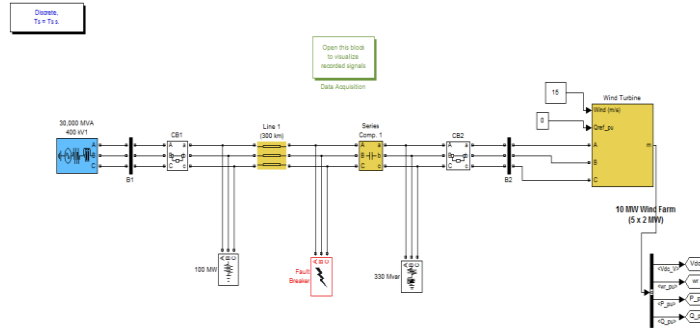 Discrete,
Ts = Ts s.
Open this block
to visualize
recorded signals
Data Acquisition
15
0
Wind Turbine
Wind (m/s)
Qref_pu
A
B
C
m
30,000 MVA
400 kV1
A
B
C
B1
CB1
A a
B b
C c
Line 1
(300 km)
Series
Comp. 1
A a
B b
C c
CB2
A a
B b
C c
B2
10 MW Wind Farm
(5 x 2 MW)
100 MW
A B C
Fault
Breaker
A B C
330 Mvar
A B C
<Vdc_V>
Vdc
<wr_pu>
wr
<P_pu>
P_p
<Q_pu>
Q_p